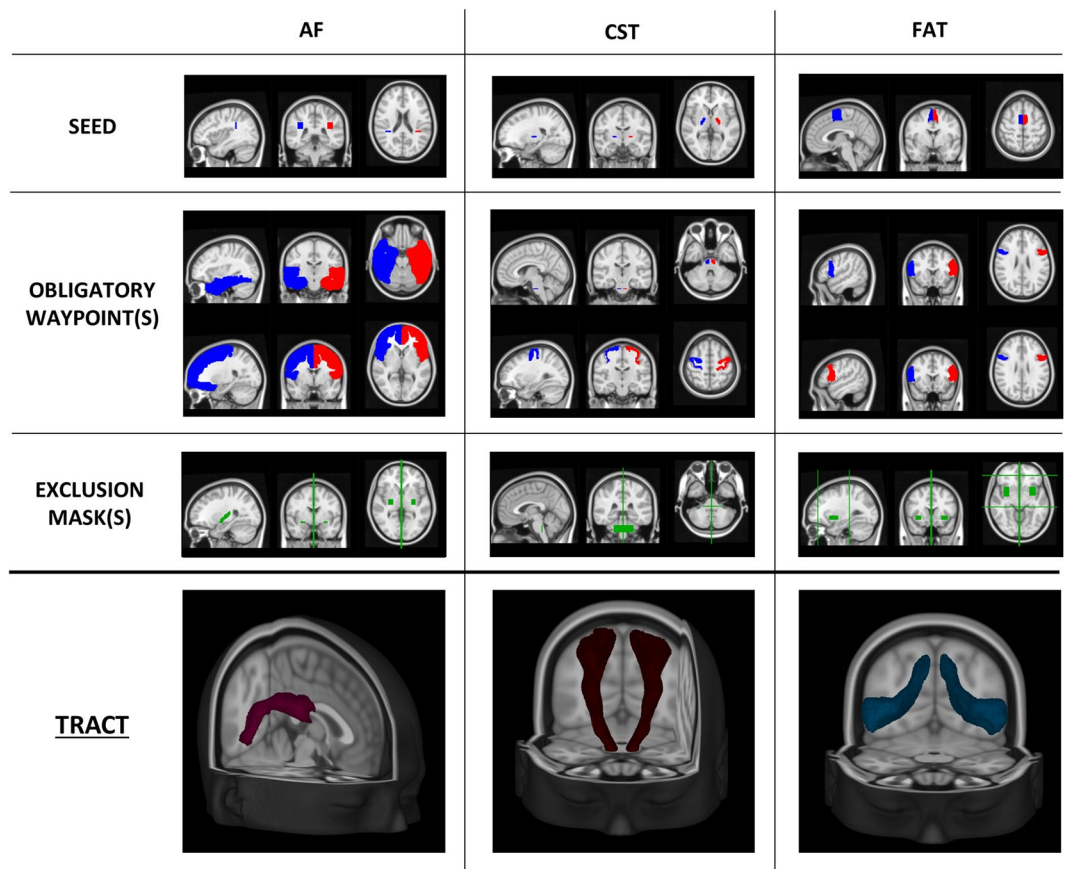 AF
CST
FAT
SEED
OBLIGATORY
WAYPOINT(S)
EXCLUSION
MASK(S)
TRACT